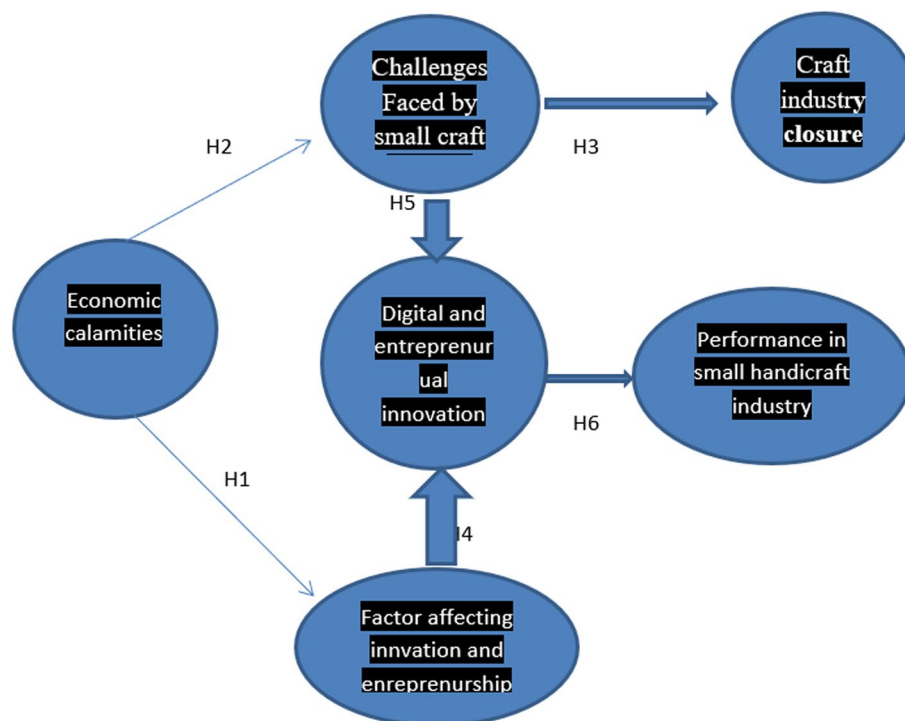 Challenges
Faced by
small craft
Craft
industry
closure
H2
H3
H5
Economic
calamities
Digital and
entreprenur
ual
innovation
Performance in
small handicraft
industry
H6
H1
Factor affecting
innvation and
enreprenurship